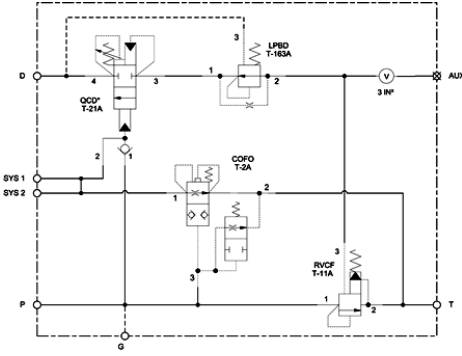 LPBD
T-163A
3
D
4
3
1
2
V
AUX
3 IN³
QCD*
T-21A
2
1
COFO
T-2A
SYS 1
SYS 2
1
2
3
RVCF
T-11A
3
P
1
2
T
G